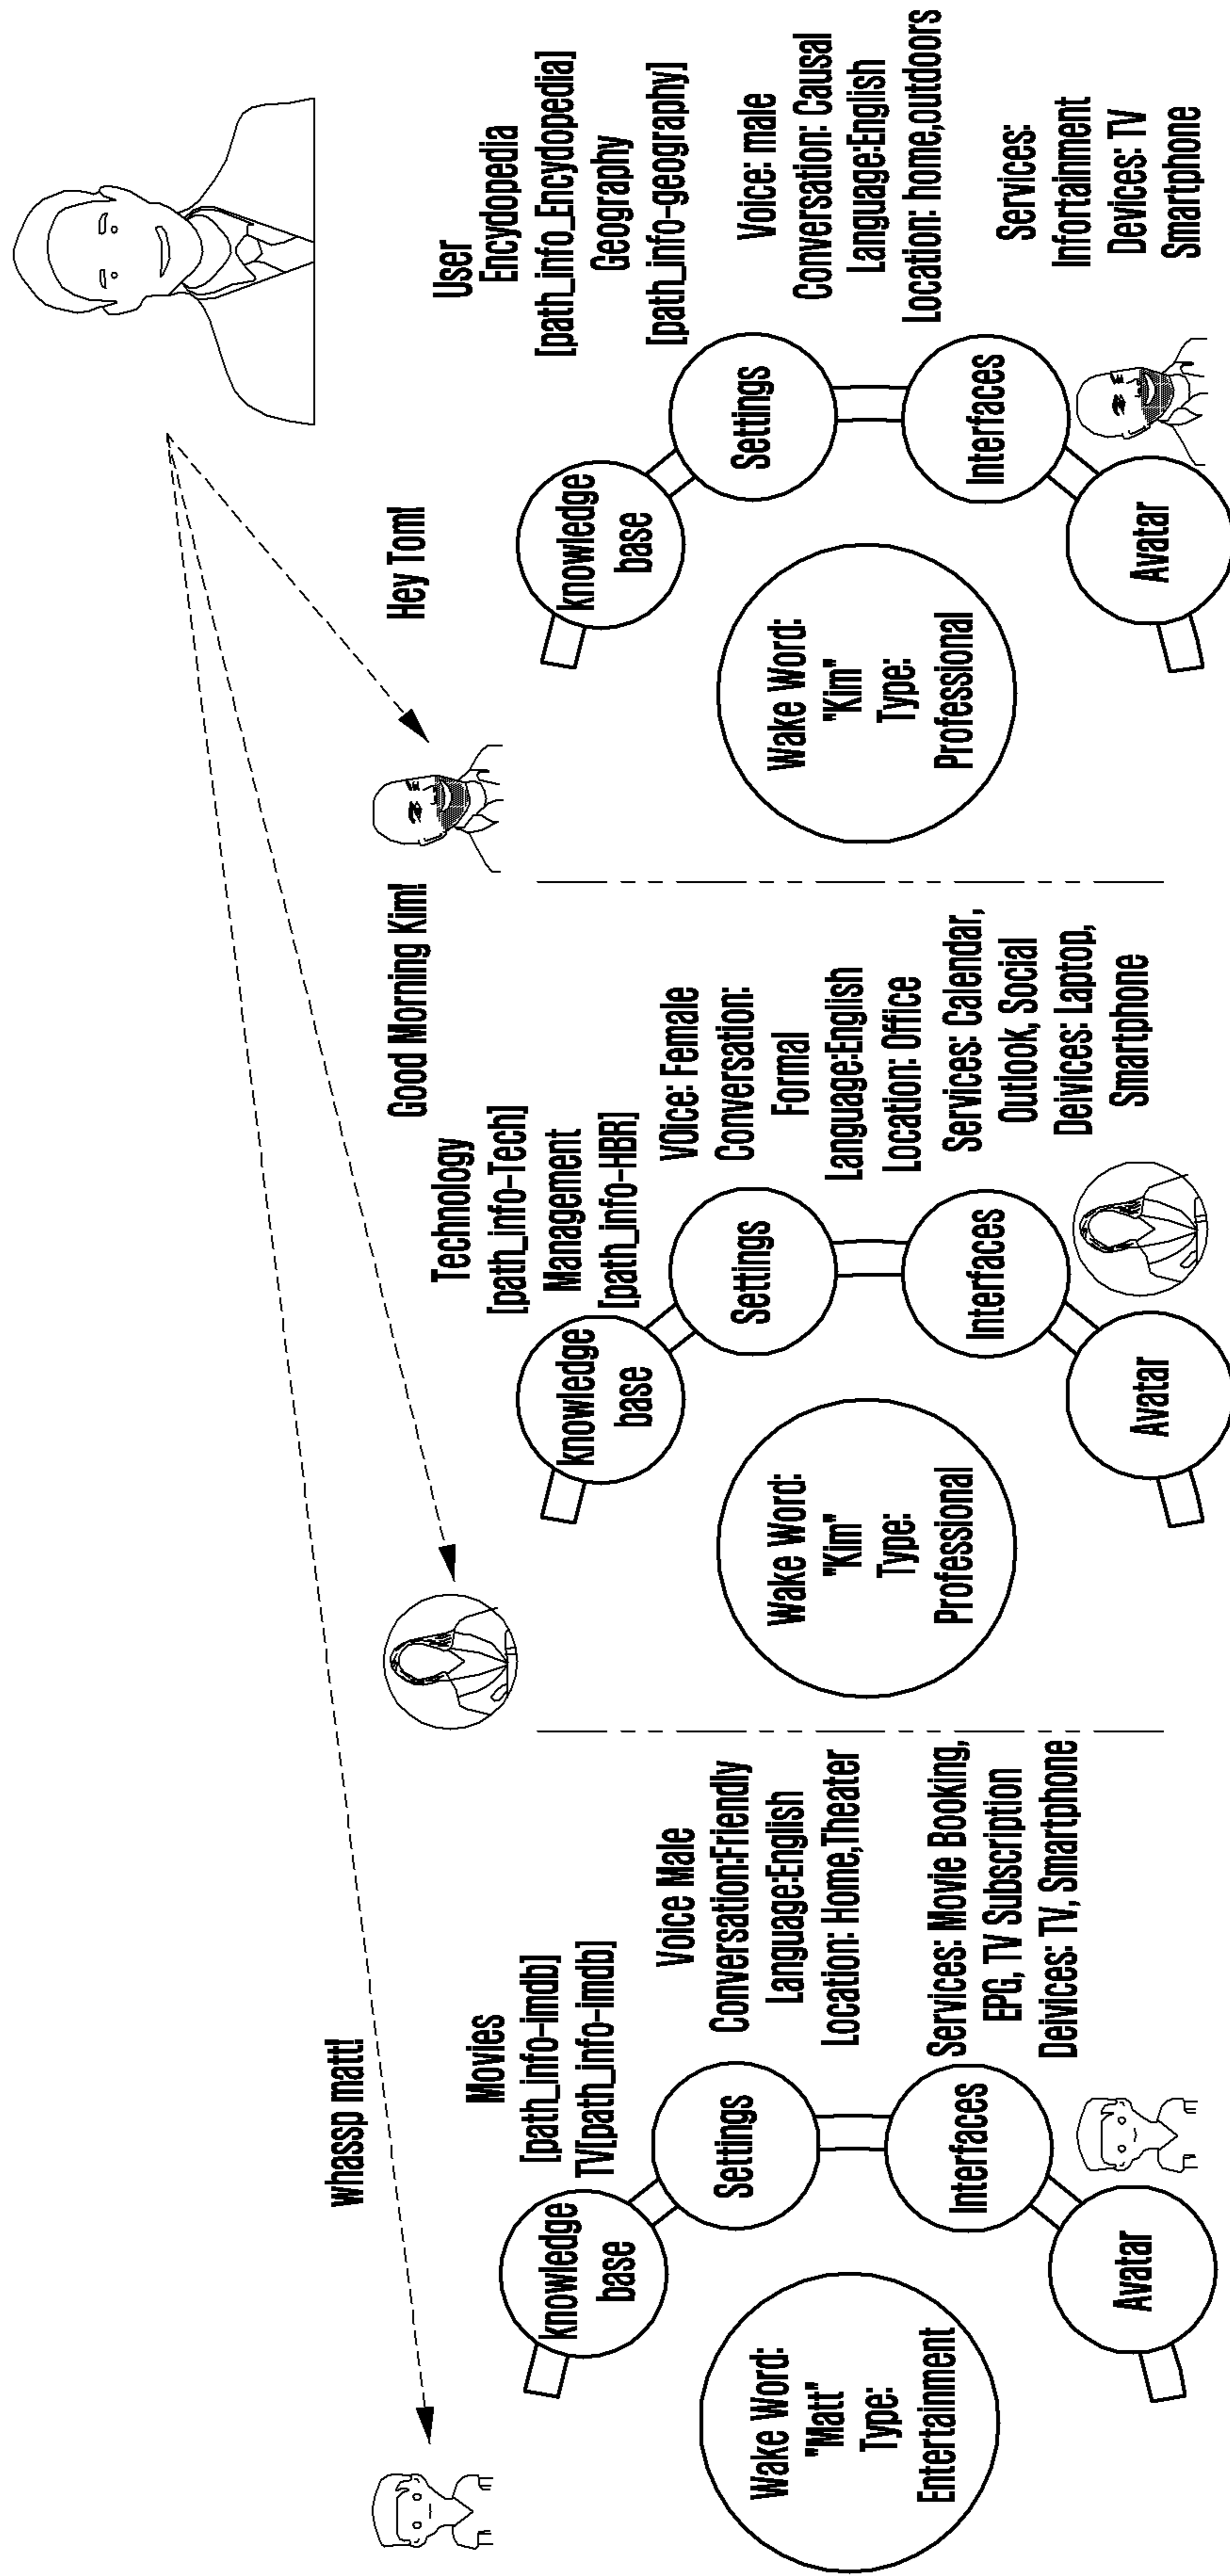 whassp matt!
Good Morning Kim!
Hey Tom!
Movies
[path_info-imdb]
TV[path_info-imdb]
knowledge
base
Settings
Voice Male
Conversation:Friendly
Language:English
Location: Home,Theater
Wake Word:
"Matt"
Type:
Entertainment
Interfaces
Services: Movie Booking,
EPG, TV Subscription
Deivices: TV, Smartphone
Avatar
Technology
[path_info-Tech]
Management
[path_info-HBR]
knowledge
base
Settings
VOice: Female
Conversation:
Formal
Language:English
Location: Office
Wake Word:
"Kim"
Type:
Professional
Interfaces
Services: Calendar,
Outlook, Social
Deivices: Laptop,
Smartphone
Avatar
User
Encydopedia
[path_info_Encydopedia]
Geography
[path_info-geography]
knowledge
base
Settings
Voice: male
Conversation: Causal
Language:English
Location: home,outdoors
Wake Word:
"Kim"
Type:
Professional
Interfaces
Services:
Infortainment
Devices: TV
Smartphone
Avatar